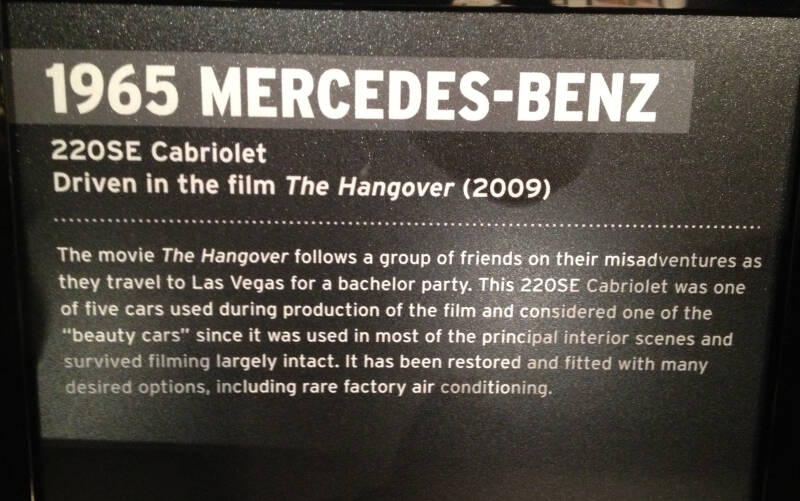 1965 MERCEDES-BENZ
220SE Cabriolet
Driven in the film The Hangover (2009)
The movie The Hangover follows a group of friends on their misadventures as
they travel to Las Vegas for a bachelor party. This 220SE Cabriolet was one
of five cars used during production of the film and considered one of the
“beauty cars” since it was used in most of the principal interior scenes and
survived filming largely intact. It has been restored and fitted with many
desired options, including rare factory air conditioning.